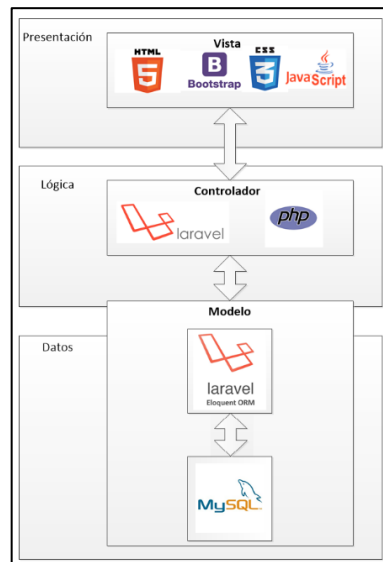 Presentación
Vista
HTML
5
B
Bootstrap
CSS
3
JavaScript
Lógica
Controlador
laravel
php
Modelo
Datos
laravel
Eloquent ORM
MySQL